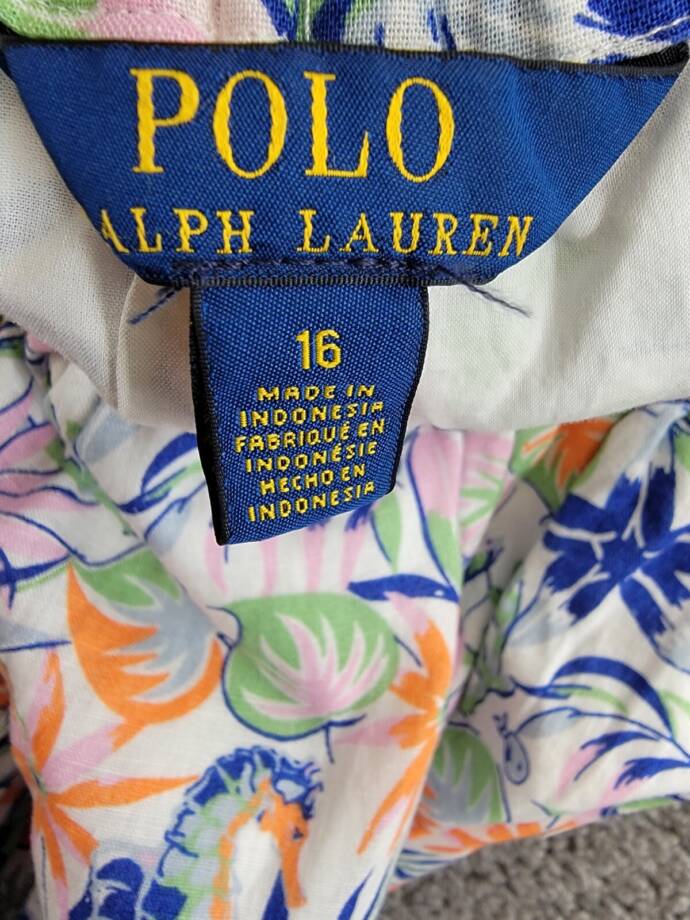 POLO
ALPH LAUREN
16
MADE IN
INDONESIA
FABRIQUÉ EN
INDONÉSIE
HECHO EN
INDONESIA